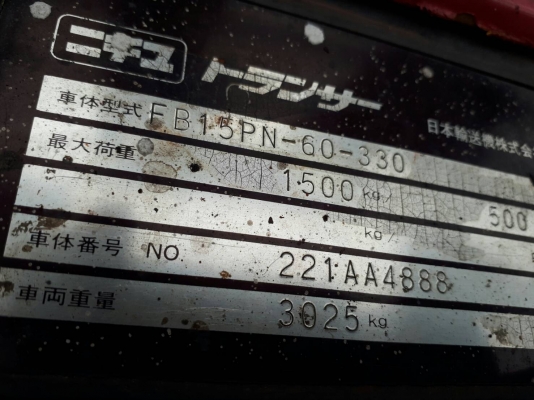 ニチユ トランサー 日本輸送機株式会
車体型式 FB15PN-60-330
最大荷重 1500 kg 500
kg
車体番号 NO. 221AA4888
車両重量 3025 kg